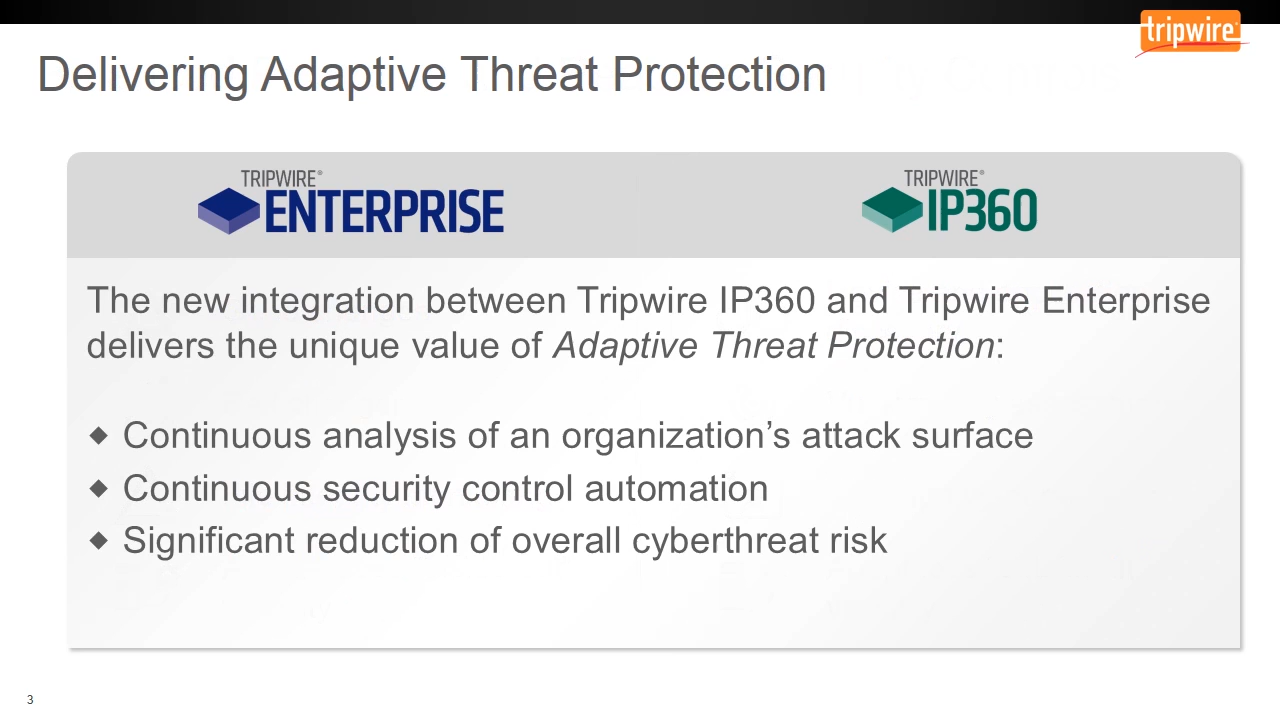 tripwire
Delivering Adaptive Threat Protection
TRIPWIRE®
ENTERPRISE
TRIPWIRE®
IP360
The new integration between Tripwire IP360 and Tripwire Enterprise
delivers the unique value of Adaptive Threat Protection:
◆ Continuous analysis of an organization’s attack surface
◆ Continuous security control automation
◆ Significant reduction of overall cyberthreat risk
3